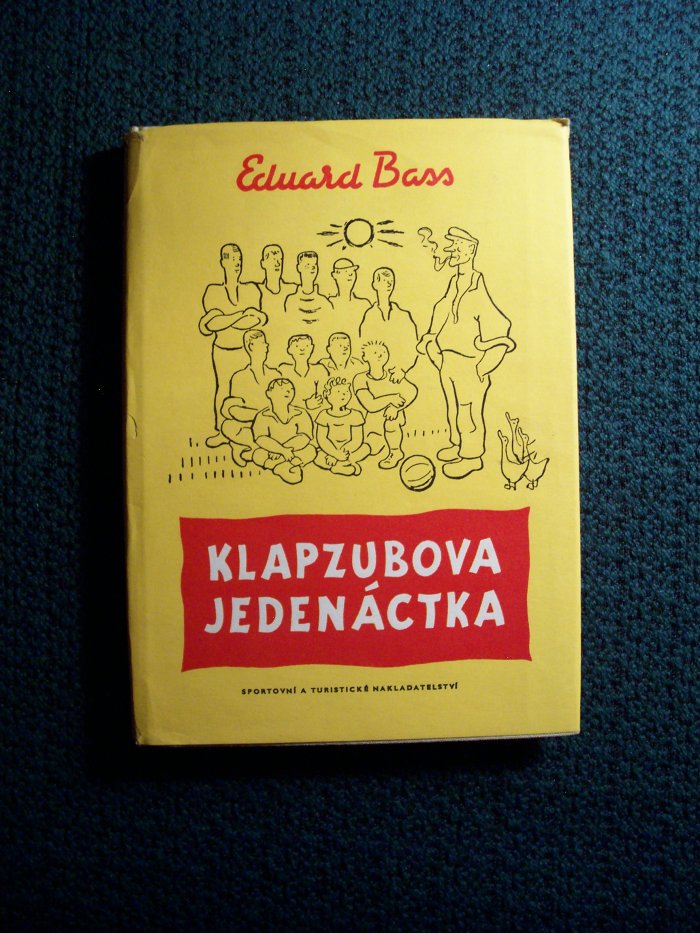 Eduard Bass
KLAPZUBOVA
JEDENÁCTKA
SPORTOVNÍ A TURISTICKÉ NAKLADATELSTVÍ